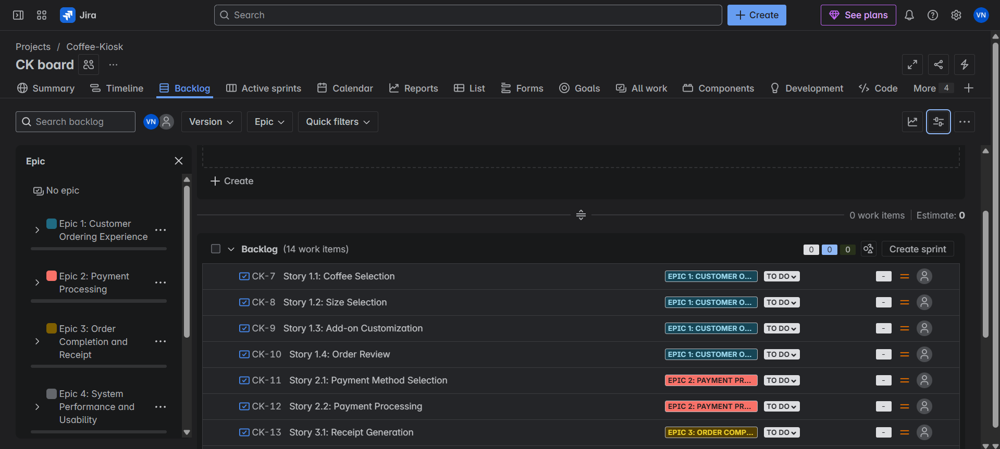 Jira
Search
Create
See plans
VN
Projects / Coffee-Kiosk
CK board
Summary
Timeline
Backlog
Active sprints
Calendar
Reports
List
Forms
Goals
All work
Components
Development
Code
More 4
Search backlog
VN
Version
Epic
Quick filters
Epic
No epic
Epic 1: Customer
Ordering Experience
Epic 2: Payment
Processing
Epic 3: Order
Completion and
Receipt
Epic 4: System
Performance and
Usability
Create
0 work items
Estimate: 0
Backlog (14 work items)
0 0 0
Create sprint
CK-7 Story 1.1: Coffee Selection EPIC 1: CUSTOMER O... TO DO -
CK-8 Story 1.2: Size Selection EPIC 1: CUSTOMER O... TO DO -
CK-9 Story 1.3: Add-on Customization EPIC 1: CUSTOMER O... TO DO -
CK-10 Story 1.4: Order Review EPIC 1: CUSTOMER O... TO DO -
CK-11 Story 2.1: Payment Method Selection EPIC 2: PAYMENT PR... TO DO -
CK-12 Story 2.2: Payment Processing EPIC 2: PAYMENT PR... TO DO -
CK-13 Story 3.1: Receipt Generation EPIC 3: ORDER COMP... TO DO -